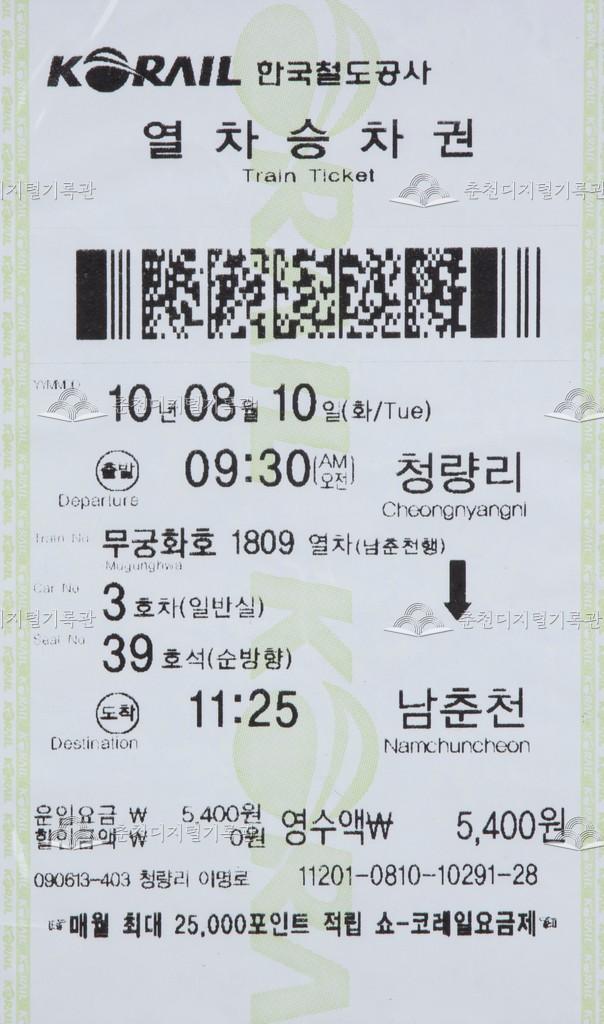 KORAIL 한국철도공사
열차승차권
Train Ticket
YYMMDD
10년 08월 10일(화/Tue)
출발 09:30(AM 오전) 청량리
Departure Cheongnyangni
Train No 무궁화호 1809 열차(남춘천행)
Mugunghwa
Car No 3호차(일반실)
Seat No 39호석(순방향)
도착 11:25 남춘천
Destination Namchuncheon
운임요금 ₩ 5,400원 영수액₩ 5,400원
할인금액 ₩ 0원
090613-403 청량리 이명로 11201-0810-10291-28
☞매월 최대 25,000포인트 적립 쇼-코레일요금제☜
춘천디지털기록관